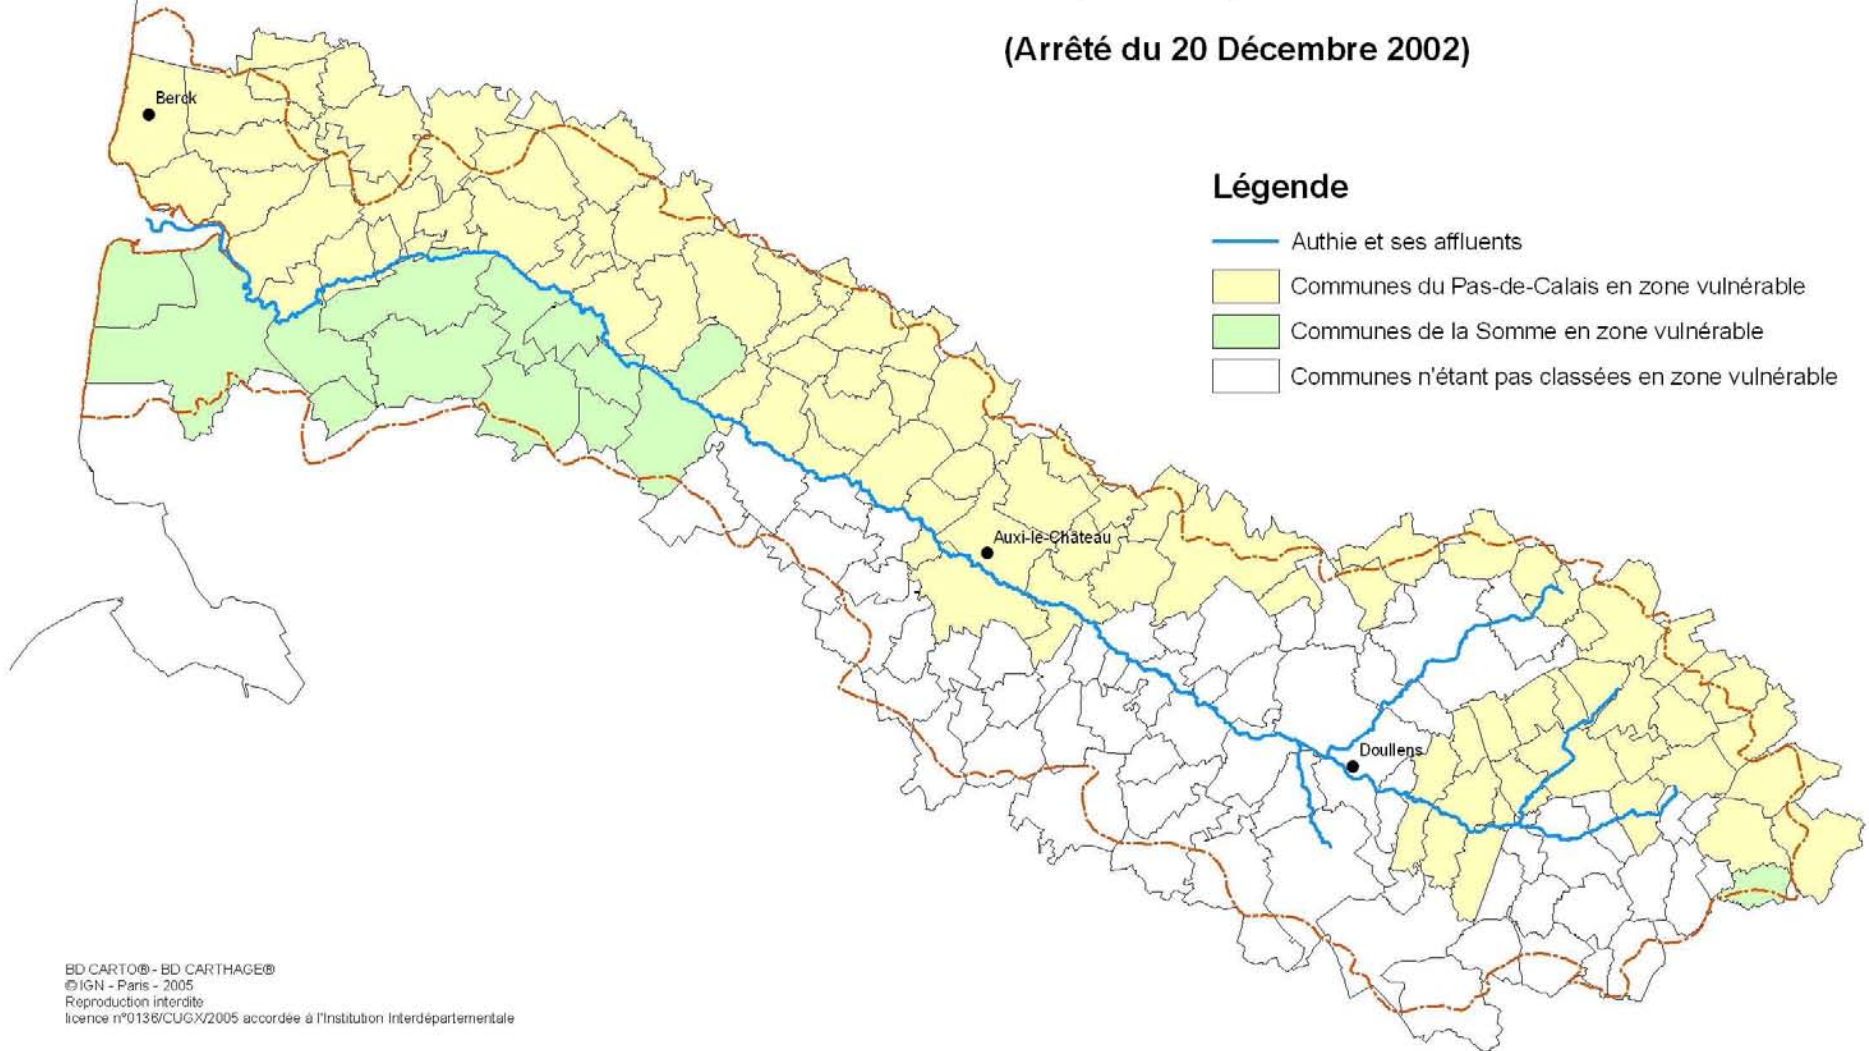 (Arrêté du 20 Décembre 2002)
Berck
Légende
Authie et ses affluents
Communes du Pas-de-Calais en zone vulnérable
Communes de la Somme en zone vulnérable
Communes n'étant pas classées en zone vulnérable
Auxi-le-Château
Doullens
BD CARTO® - BD CARTHAGE®
© IGN - Paris - 2005
Reproduction interdite
licence n°0136/CUGX/2005 accordée à l'Institution Interdépartementale